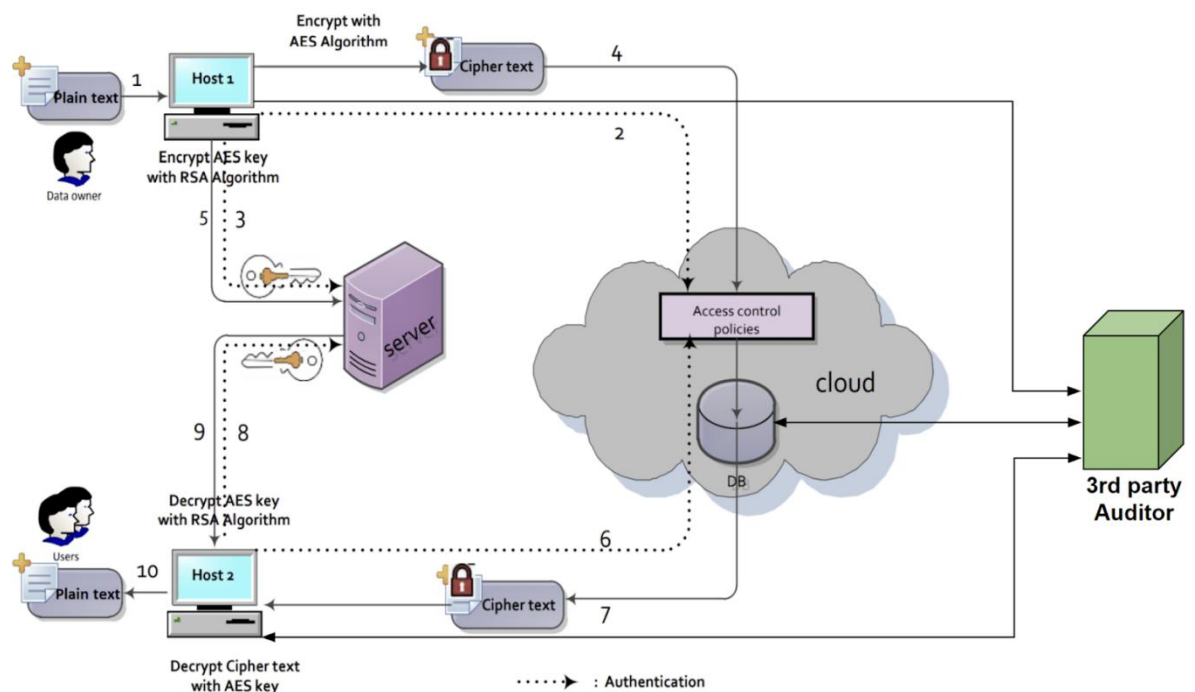 Encrypt with
AES Algorithm
4
Cipher text
1
Host 1
Plain text
2
Encrypt AES key
with RSA Algorithm
Data owner
5
3
Access control
policies
server
cloud
9
8
DB
3rd party
Auditor
Decrypt AES key
with RSA Algorithm
Users
6
10
Host 2
Plain text
Cipher text
7
Decrypt Cipher text
with AES key
: Authentication